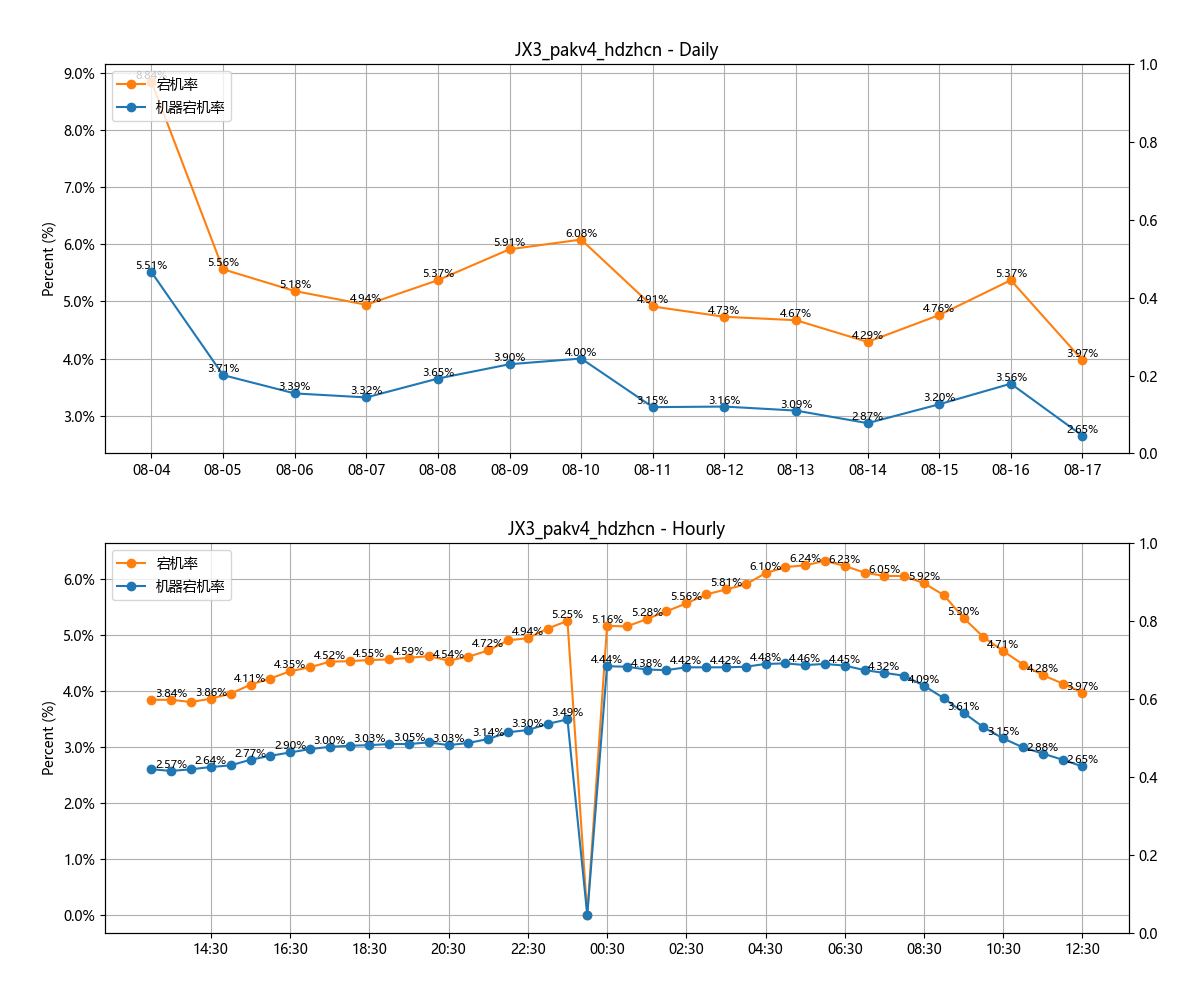 JX3_pakv4_hdzhcn - Daily
8.84%
9.0%
8.0%
7.0%
6.0%
5.0%
4.0%
3.0%
Percent (%)
宕机率
机器宕机率
5.56% 5.18% 4.94% 5.37% 5.91% 6.08% 4.91% 4.73% 4.67% 4.29% 4.76% 5.37% 3.97%
5.51% 3.71% 3.39% 3.32% 3.65% 3.90% 4.00% 3.15% 3.16% 3.09% 2.87% 3.20% 3.56% 2.65%
1.0
0.8
0.6
0.4
0.2
0.0
08-04 08-05 08-06 08-07 08-08 08-09 08-10 08-11 08-12 08-13 08-14 08-15 08-16 08-17
JX3_pakv4_hdzhcn - Hourly
6.0%
5.0%
4.0%
3.0%
2.0%
1.0%
0.0%
Percent (%)
宕机率
机器宕机率
3.84% 3.86% 4.11% 4.35% 4.52% 4.55% 4.59% 4.54% 4.72% 4.94% 5.25% 5.16% 5.28% 5.56% 5.81% 6.10% 6.24% 6.23% 6.05% 5.92% 5.30% 4.71% 4.28% 3.97%
2.57% 2.64% 2.77% 2.90% 3.00% 3.03% 3.05% 3.03% 3.14% 3.30% 3.49% 4.44% 4.38% 4.42% 4.42% 4.48% 4.46% 4.45% 4.32% 4.09% 3.61% 3.15% 2.88% 2.65%
1.0
0.8
0.6
0.4
0.2
0.0
14:30 16:30 18:30 20:30 22:30 00:30 02:30 04:30 06:30 08:30 10:30 12:30